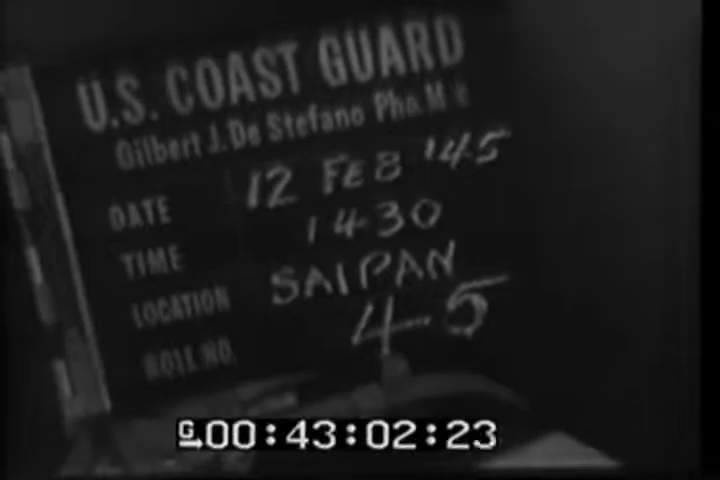 U.S. COAST GUARD
Gilbert J. De Stefano Pho. M
DATE 12 FEB '45
TIME 1430
LOCATION SAIPAN
ROLL NO. 45
G 00:43:02:23